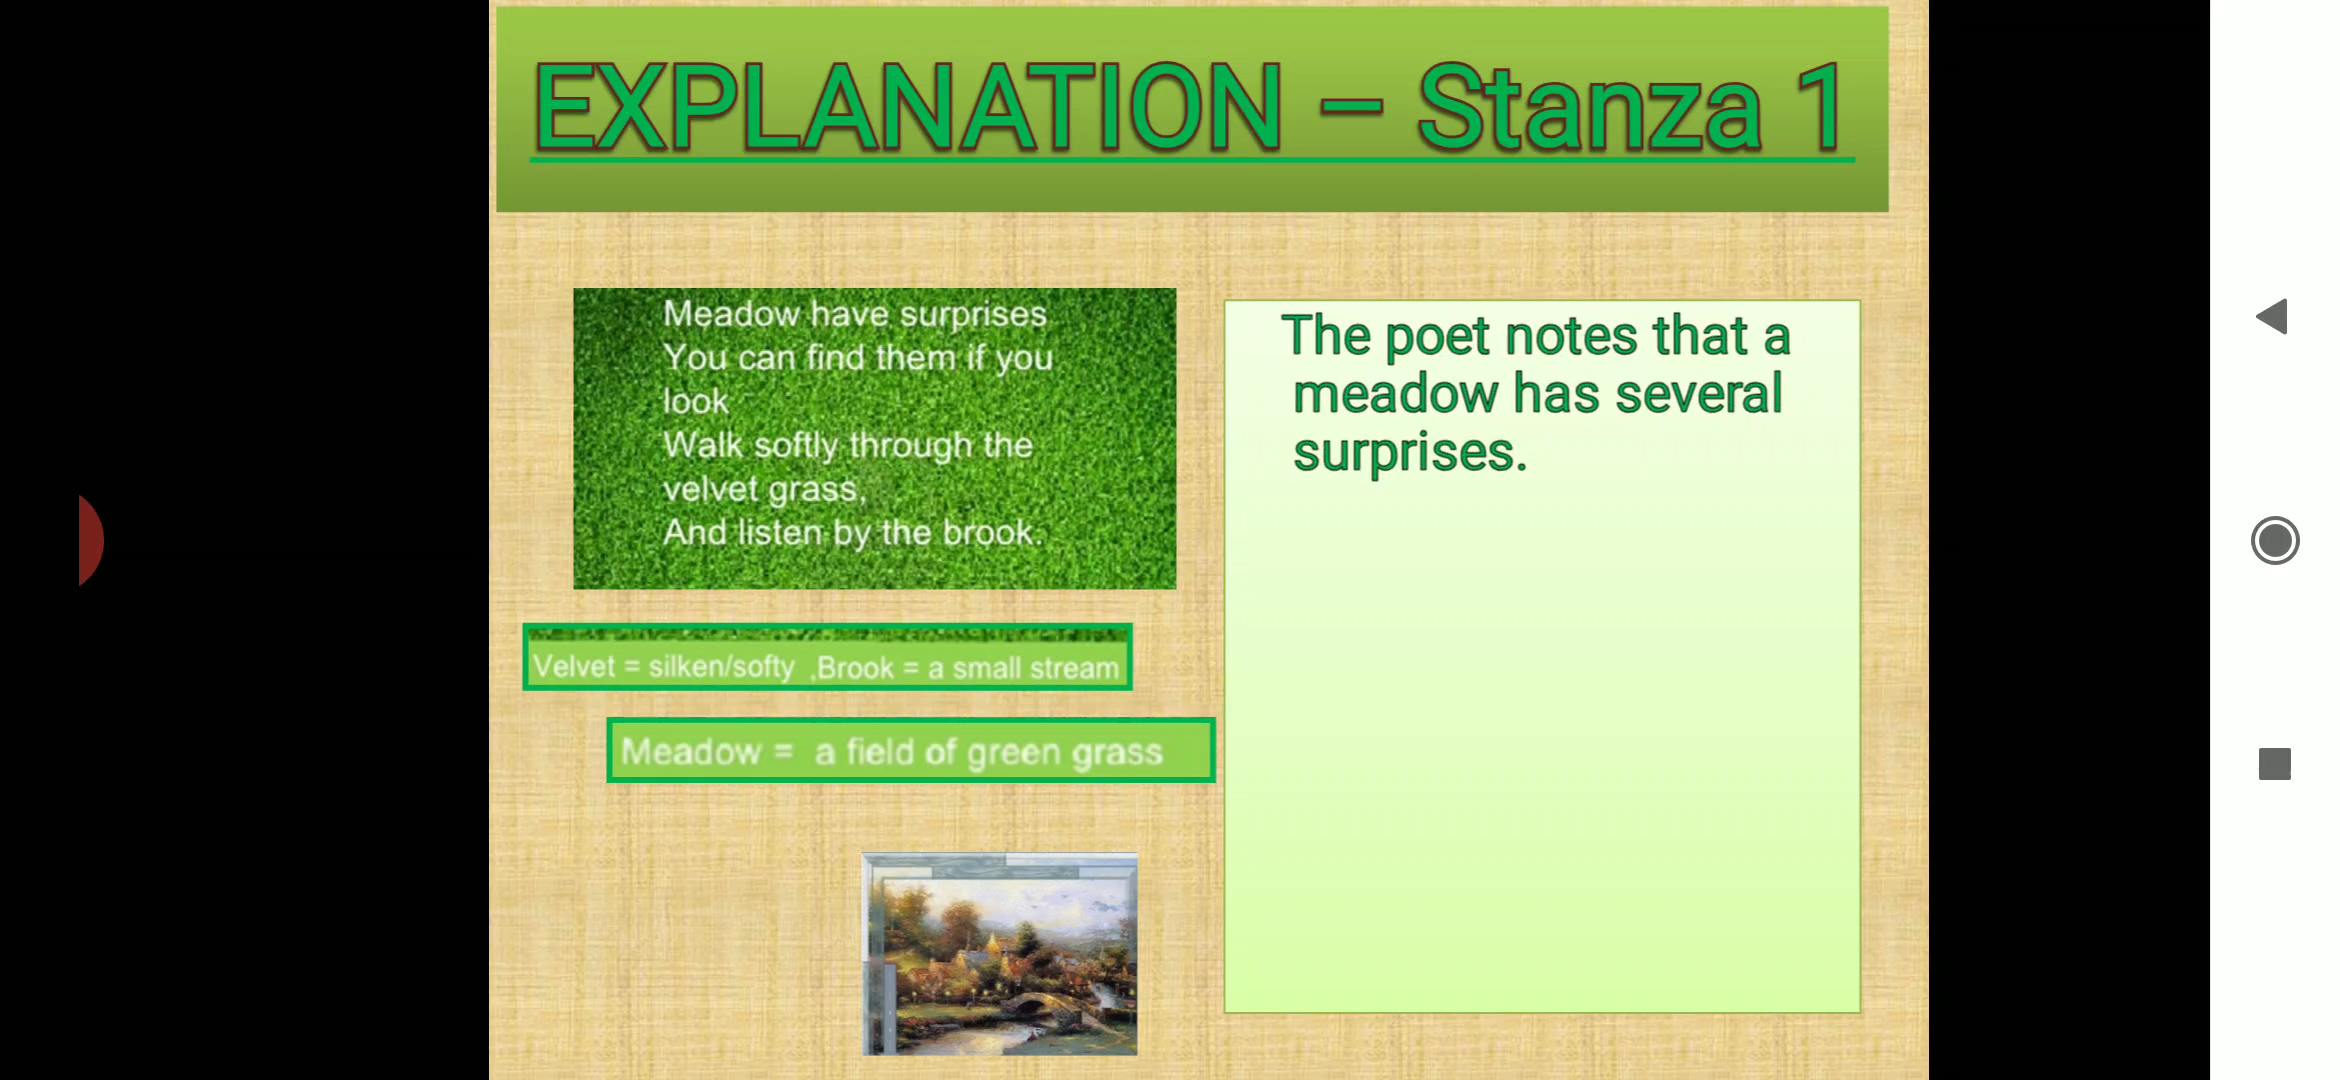 EXPLANATION – Stanza 1
Meadow have surprises
You can find them if you
look
Walk softly through the
velvet grass,
And listen by the brook.
Velvet = silken/softy ,Brook = a small stream
Meadow = a field of green grass
The poet notes that a
meadow has several
surprises.